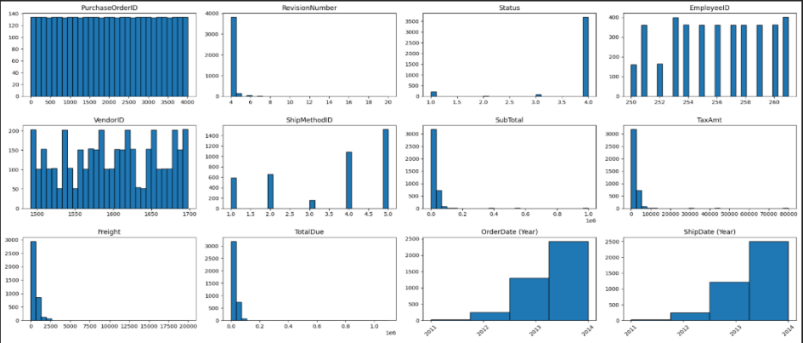 PurchaseOrderID RevisionNumber Status EmployeeID
140 4000 400
120 3000 300
100
80 2000 200
60
40 1000 100
20
0 0 0 0
0 500 1000 1500 2000 2500 3000 3500 4000 4 6 8 10 12 14 16 18 20 1.0 1.5 2.0 2.5 3.0 3.5 4.0 250 252 254 256 258 260
VendorID ShipMethodID SubTotal TaxAmt
200 1400 3000 3000
1200 2500 2500
150 1000 2000 2000
100 800 1500 1500
600
50 400 1000 1000
200 500 500
0 0 0 0
1500 1550 1600 1650 1700 1.0 1.5 2.0 2.5 3.0 3.5 4.0 4.5 5.0 0.0 0.2 0.4 0.6 0.8 1.0 0 10000 20000 30000 40000 50000 60000 70000 80000
1e6
Freight TotalDue OrderDate (Year) ShipDate (Year)
3000 3000 2500 2500
2500 2500 2000 2000
2000 2000 1500 1500
1500 1500
1000 1000 1000 1000
500 500 500 500
0 0 0 0
0 2500 5000 7500 10000 12500 15000 17500 20000 0.0 0.2 0.4 0.6 0.8 1.0 2011 2012 2013 2014 2011 2012 2013 2014
1e6